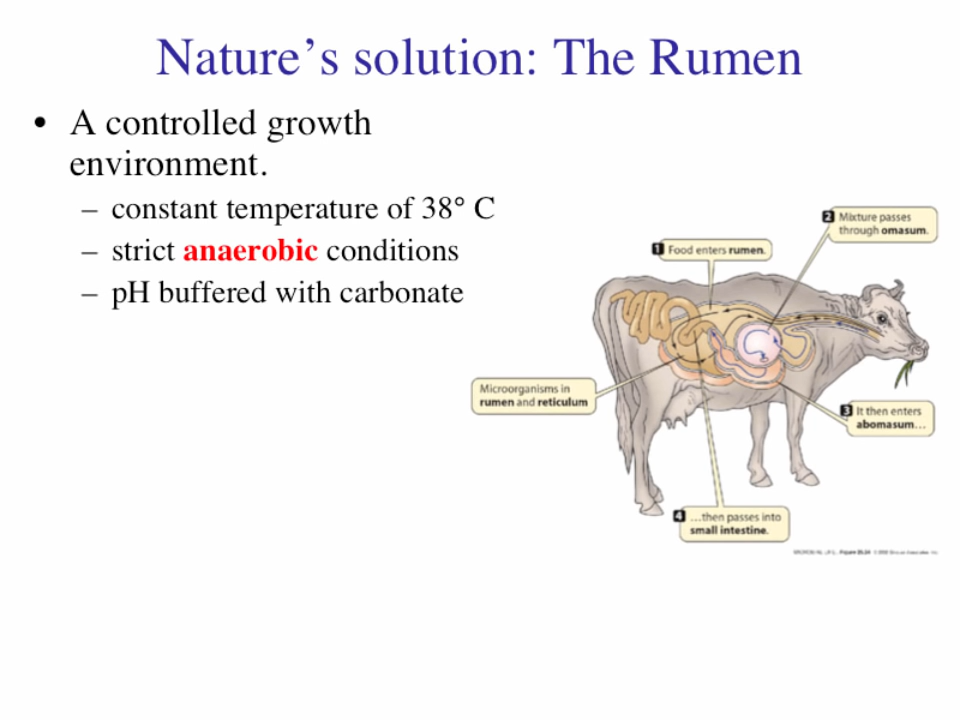 Nature’s solution: The Rumen
• A controlled growth
environment.
– constant temperature of 38° C
– strict anaerobic conditions
– pH buffered with carbonate
2 Mixture passes
through omasum.
1 Food enters rumen.
Microorganisms in
rumen and reticulum
3 It then enters
abomasum…
4 …then passes into
small intestine.